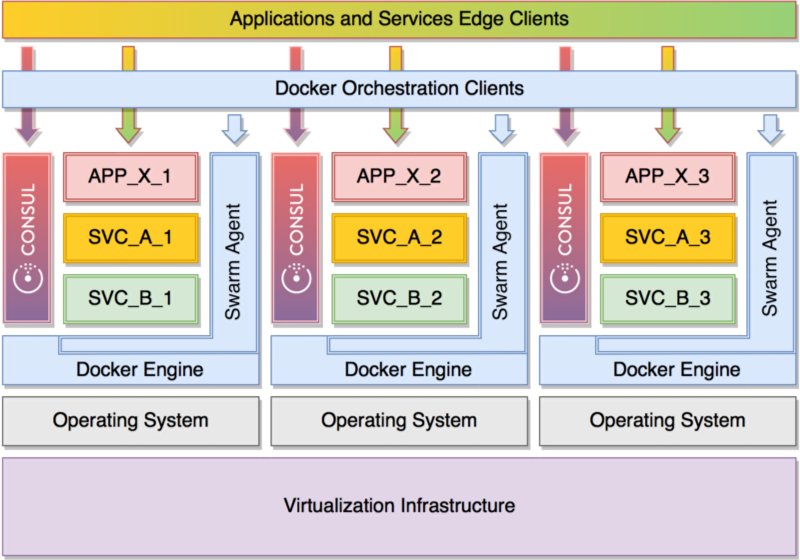 Applications and Services Edge Clients
Docker Orchestration Clients
CONSUL
APP_X_1
SVC_A_1
SVC_B_1
Swarm Agent
Docker Engine
Operating System
CONSUL
APP_X_2
SVC_A_2
SVC_B_2
Swarm Agent
Docker Engine
Operating System
CONSUL
APP_X_3
SVC_A_3
SVC_B_3
Swarm Agent
Docker Engine
Operating System
Virtualization Infrastructure